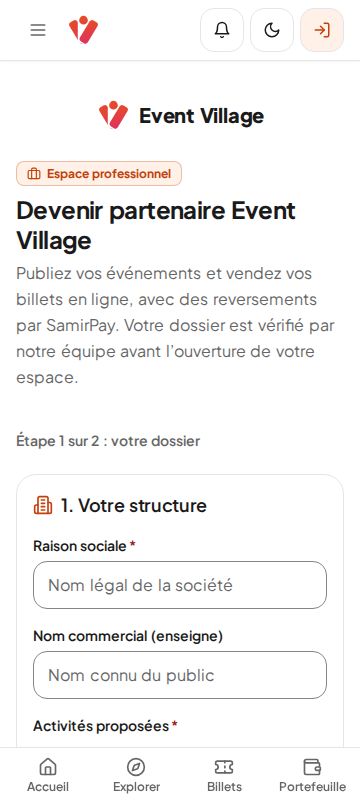 Event Village
Espace professionnel
Devenir partenaire Event
Village
Publiez vos événements et vendez vos
billets en ligne, avec des reversements
par SamirPay. Votre dossier est vérifié par
notre équipe avant l’ouverture de votre
espace.
Étape 1 sur 2 : votre dossier
1. Votre structure
Raison sociale *
Nom légal de la société
Nom commercial (enseigne)
Nom connu du public
Activités proposées *
Accueil
Explorer
Billets
Portefeuille